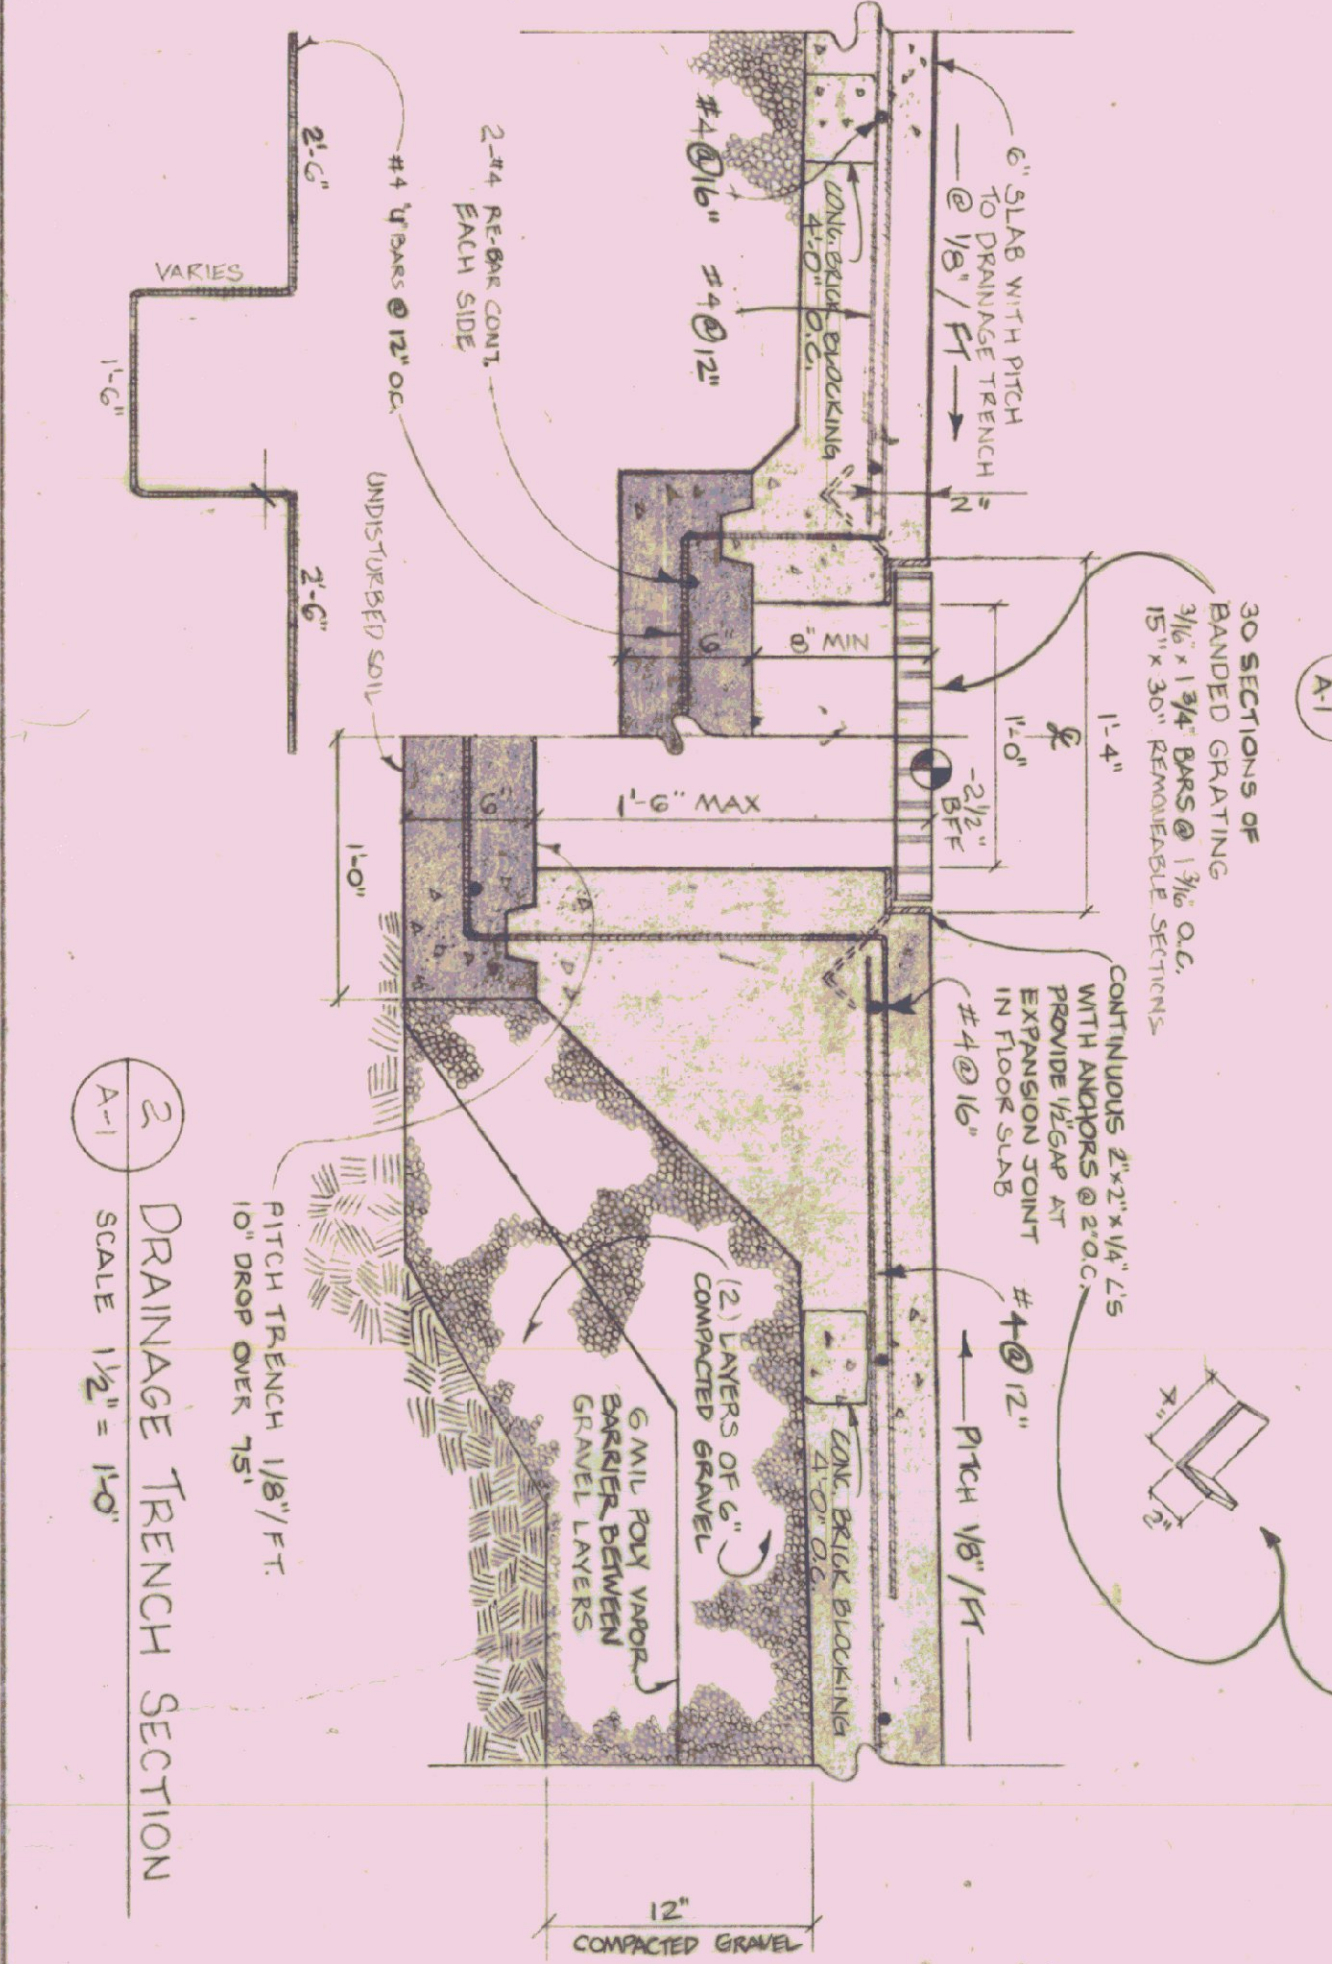 A-1
30 SECTIONS OF
BANDED GRATING
3/16 x 1 3/4" BARS @ 1 3/16 O.C.
15" x 30" REMOVEABLE SECTIONS
6" SLAB WITH PITCH
TO DRAINAGE TRENCH
@ 1/8" / FT
2"
1'-4"
℄
1'-0"
-2 1/2"
BFF
CONTINUOUS 2" x 2" x 1/4" L'S
WITH ANCHORS @ 2' O.C.
PROVIDE 1/2" GAP AT
EXPANSION JOINT
IN FLOOR SLAB
2"
#4 @ 16"
#4 @ 12"
PITCH 1/8" / FT
CONC. BRICK BLOCKING
4'-0" O.C.
#4 @ 16"
#4 @ 12"
8" MIN
6"
1'-6" MAX
6"
CONC. BRICK BLOCKING
4'-0" O.C.
(2) LAYERS OF 6"
COMPACTED GRAVEL
6 MIL POLY VAPOR
BARRIER BETWEEN
GRAVEL LAYERS
2-#4 RE-BAR CONT.
EACH SIDE
#4 "U" BARS @ 12" O.C.
UNDISTURBED SOIL
1'-0"
2'-6"
VARIES
1'-6"
2'-6"
PITCH TRENCH 1/8" / FT.
10" DROP OVER 75'
12"
COMPACTED GRAVEL
2
A-1
DRAINAGE TRENCH SECTION
SCALE 1 1/2" = 1'-0"